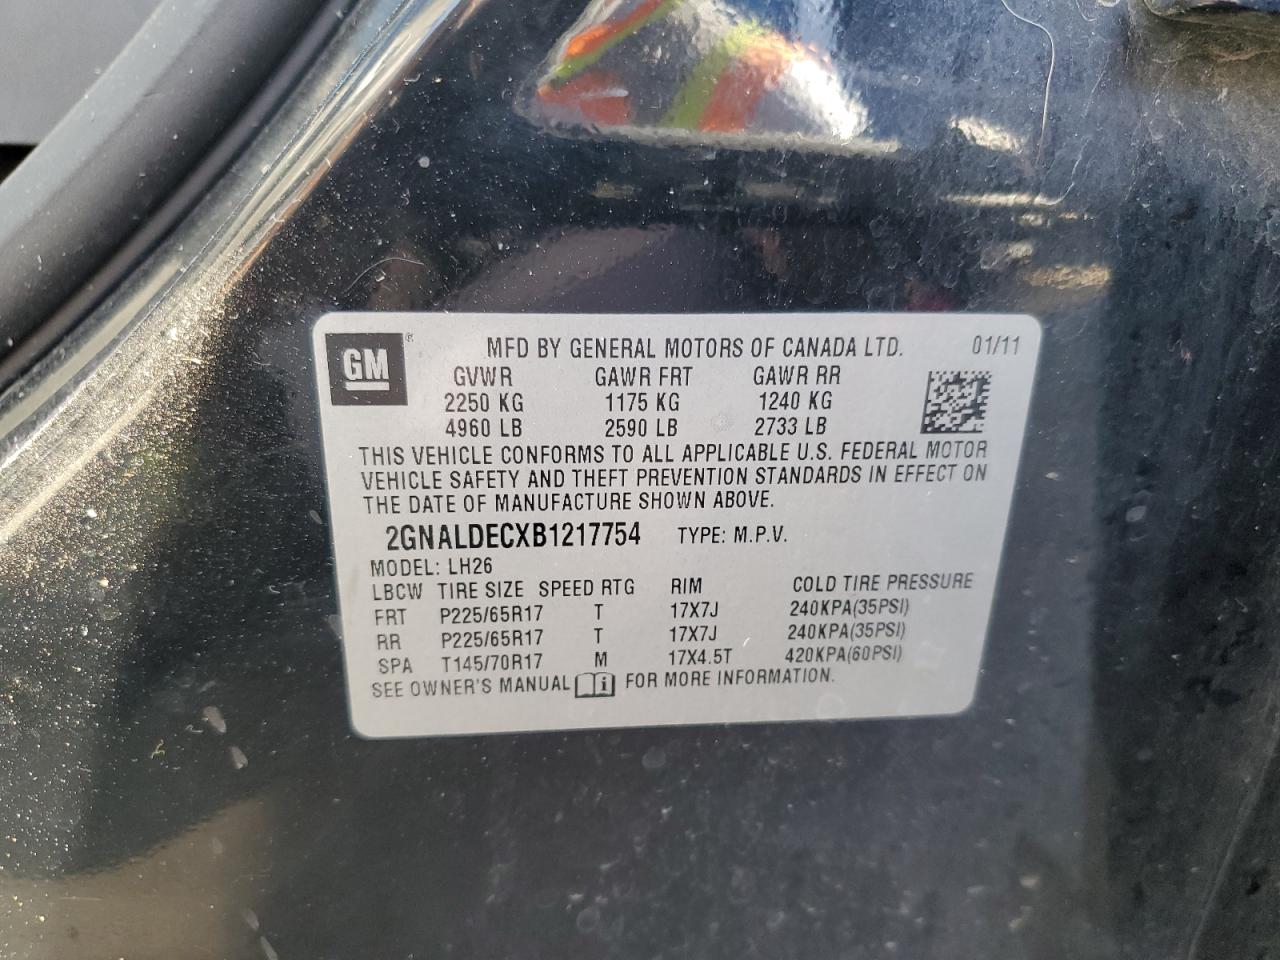 GM ® MFD BY GENERAL MOTORS OF CANADA LTD. 01/11
GVWR GAWR FRT GAWR RR
2250 KG 1175 KG 1240 KG
4960 LB 2590 LB 2733 LB
THIS VEHICLE CONFORMS TO ALL APPLICABLE U.S. FEDERAL MOTOR
VEHICLE SAFETY AND THEFT PREVENTION STANDARDS IN EFFECT ON
THE DATE OF MANUFACTURE SHOWN ABOVE.
2GNALDECXB1217754 TYPE: M.P.V.
MODEL: LH26
LBCW TIRE SIZE SPEED RTG RIM COLD TIRE PRESSURE
FRT P225/65R17 T 17X7J 240KPA(35PSI)
RR P225/65R17 T 17X7J 240KPA(35PSI)
SPA T145/70R17 M 17X4.5T 420KPA(60PSI)
SEE OWNER'S MANUAL i FOR MORE INFORMATION.